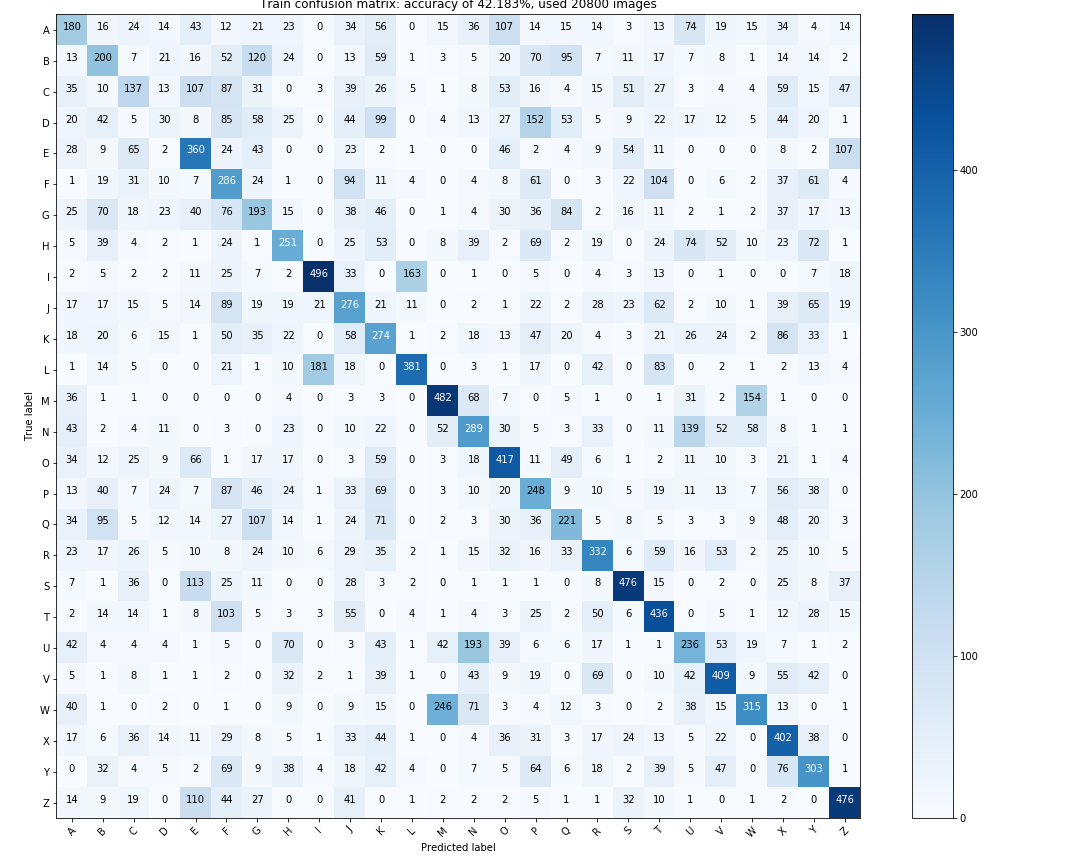 Train confusion matrix: accuracy of 42.183%, used 20800 images
A 180 16 24 14 43 12 21 23 0 34 56 0 15 36 107 14 15 14 3 13 74 19 15 34 4 14
B 13 200 7 21 16 52 120 24 0 13 59 1 3 5 20 70 95 7 11 17 7 8 1 14 14 2
C 35 10 137 13 107 87 31 0 3 39 26 5 1 8 53 16 4 15 51 27 3 4 4 59 15 47
D 20 42 5 30 8 85 58 25 0 44 99 0 4 13 27 152 53 5 9 22 17 12 5 44 20 1
E 28 9 65 2 360 24 43 0 0 23 2 1 0 0 46 2 4 9 54 11 0 0 0 8 2 107
F 1 19 31 10 7 286 24 1 0 94 11 4 0 4 8 61 0 3 22 104 0 6 2 37 61 4
G 25 70 18 23 40 76 193 15 0 38 46 0 1 4 30 36 84 2 16 11 2 1 2 37 17 13
H 5 39 4 2 1 24 1 251 0 25 53 0 8 39 2 69 2 19 0 24 74 52 10 23 72 1
I 2 5 2 2 11 25 7 2 496 33 0 163 0 1 0 5 0 4 3 13 0 1 0 0 7 18
J 17 17 15 5 14 89 19 19 21 276 21 11 0 2 1 22 2 28 23 62 2 10 1 39 65 19
K 18 20 6 15 1 50 35 22 0 58 274 1 2 18 13 47 20 4 3 21 26 24 2 86 33 1
L 1 14 5 0 0 21 1 10 181 18 0 381 0 3 1 17 0 42 0 83 0 2 1 2 13 4
M 36 1 1 0 0 0 0 4 0 3 3 0 482 68 7 0 5 1 0 1 31 2 154 1 0 0
N 43 2 4 11 0 3 0 23 0 10 22 0 52 289 30 5 3 33 0 11 139 52 58 8 1 1
O 34 12 25 9 66 1 17 17 0 3 59 0 3 18 417 11 49 6 1 2 11 10 3 21 1 4
P 13 40 7 24 7 87 46 24 1 33 69 0 3 10 20 248 9 10 5 19 11 13 7 56 38 0
Q 34 95 5 12 14 27 107 14 1 24 71 0 2 3 30 36 221 5 8 5 3 3 9 48 20 3
R 23 17 26 5 10 8 24 10 6 29 35 2 1 15 32 16 33 332 6 59 16 53 2 25 10 5
S 7 1 36 0 113 25 11 0 0 28 3 2 0 1 1 1 0 8 476 15 0 2 0 25 8 37
T 2 14 14 1 8 103 5 3 3 55 0 4 1 4 3 25 2 50 6 436 0 5 1 12 28 15
U 42 4 4 4 1 5 0 70 0 3 43 1 42 193 39 6 6 17 1 1 236 53 19 7 1 2
V 5 1 8 1 1 2 0 32 2 1 39 1 0 43 9 19 0 69 0 10 42 409 9 55 42 0
W 40 1 0 2 0 1 0 9 0 9 15 0 246 71 3 4 12 3 0 2 38 15 315 13 0 1
X 17 6 36 14 11 29 8 5 1 33 44 1 0 4 36 31 3 17 24 13 5 22 0 402 38 0
Y 0 32 4 5 2 69 9 38 4 18 42 4 0 7 5 64 6 18 2 39 5 47 0 76 303 1
Z 14 9 19 0 110 44 27 0 0 41 0 1 2 2 2 5 1 1 32 10 1 0 1 2 0 476
A B C D E F G H I J K L M N O P Q R S T U V W X Y Z
Predicted label
True label
400
300
200
100
0